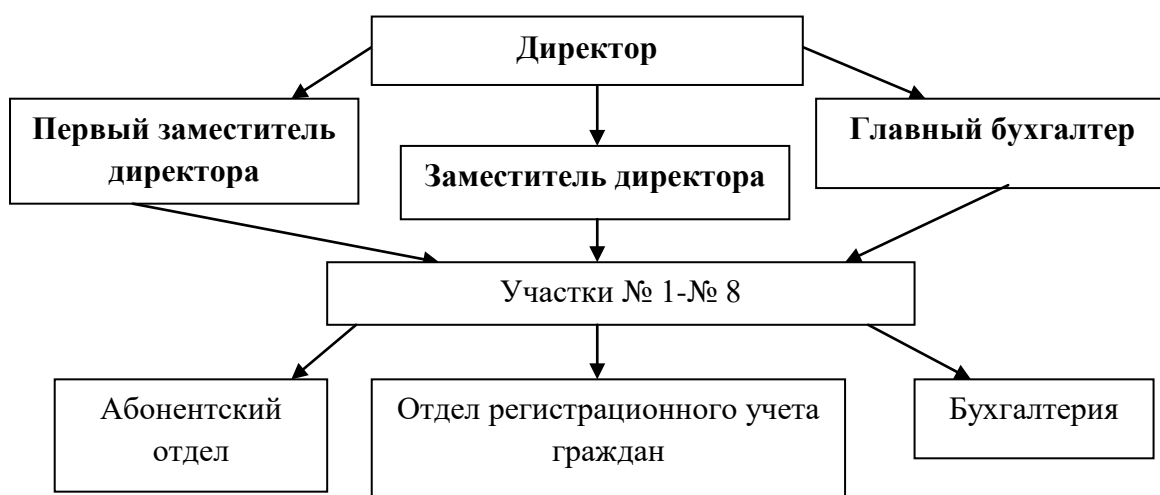 Директор
Первый заместитель
директора
Заместитель директора
Главный бухгалтер
Участки № 1-№ 8
Абонентский
отдел
Отдел регистрационного учета
граждан
Бухгалтерия